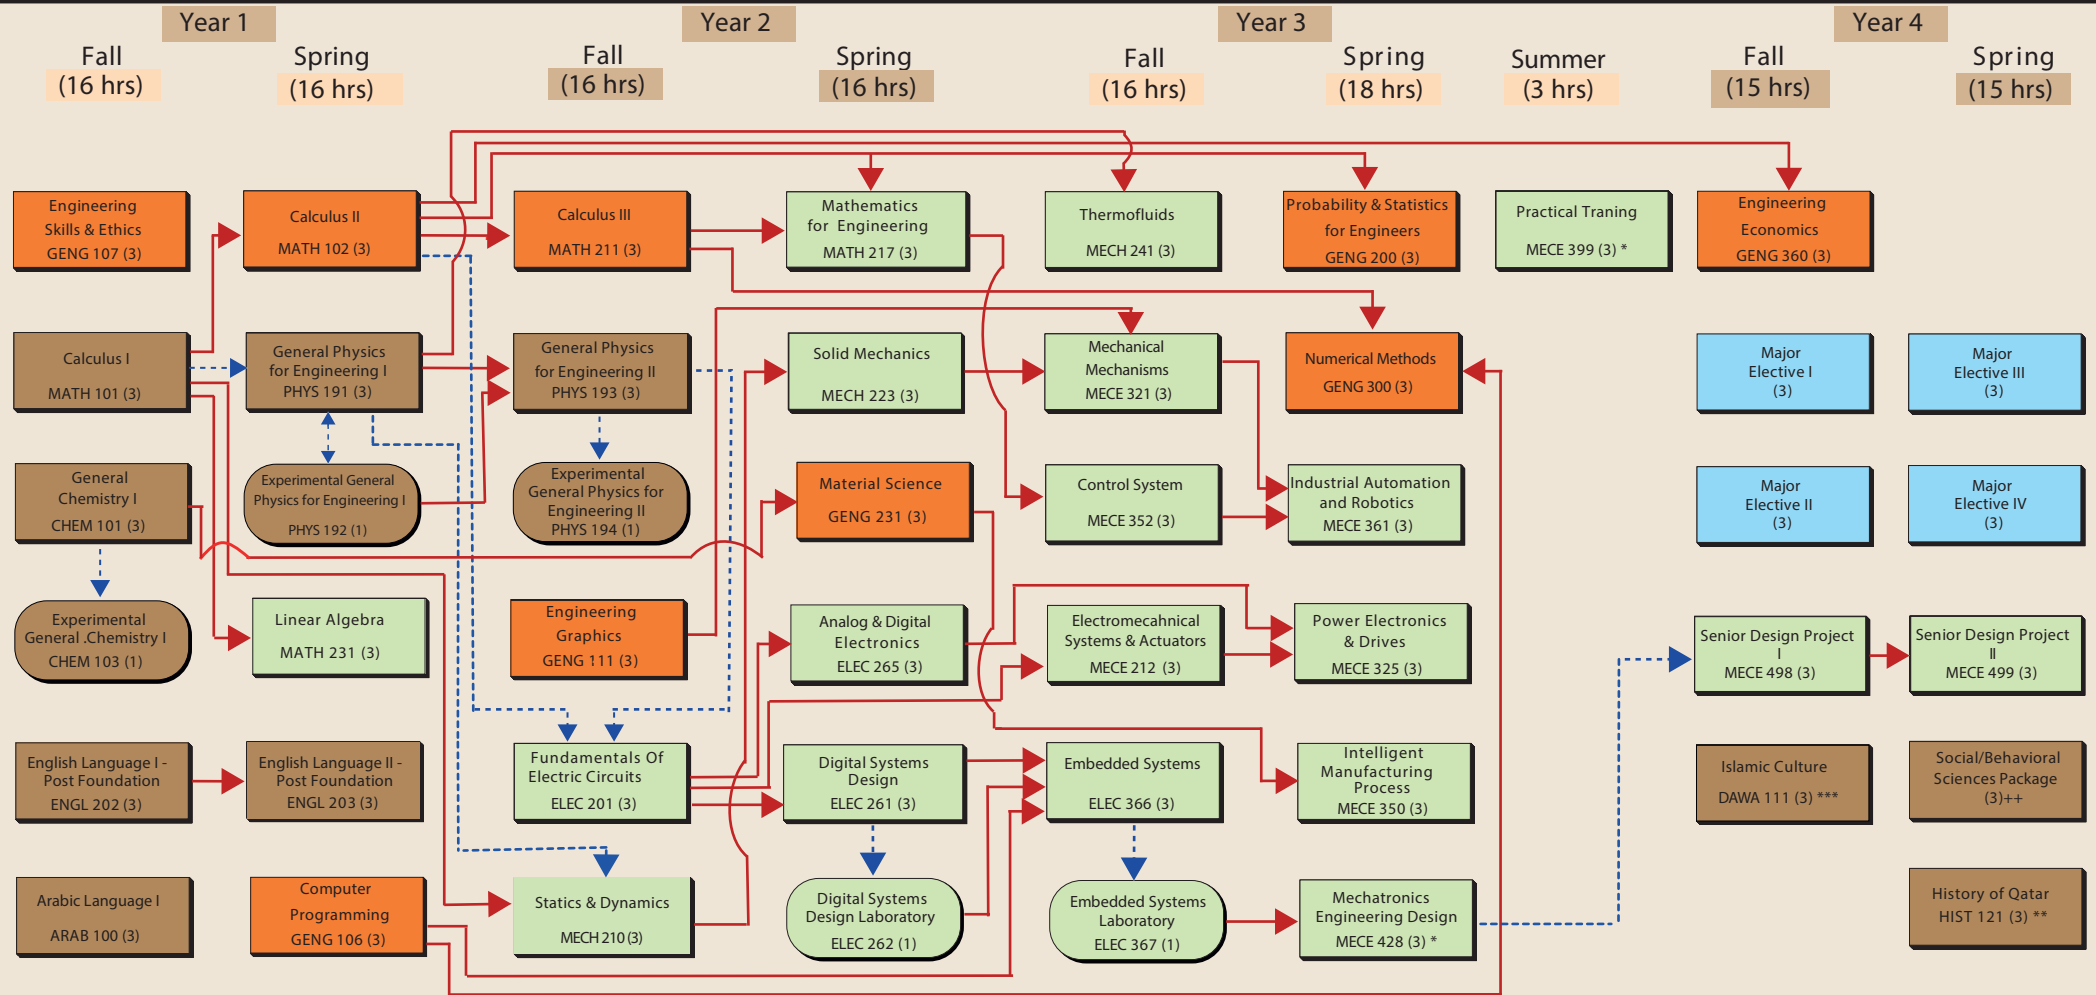 Year 1
Year 2
Year 3
Year 4
Fall
(16 hrs)
Spring
(16 hrs)
Fall
(16 hrs)
Spring
(16 hrs)
Fall
(16 hrs)
Spring
(18 hrs)
Summer
(3 hrs)
Fall
(15 hrs)
Spring
(15 hrs)
Engineering
Skills & Ethics
GENG 107 (3)
Calculus II
MATH 102 (3)
Calculus III
MATH 211 (3)
Mathematics
for Engineering
MATH 217 (3)
Thermofluids
MECH 241 (3)
Probability & Statistics
for Engineers
GENG 200 (3)
Practical Traning
MECE 399 (3) *
Engineering
Economics
GENG 360 (3)
Calculus I
MATH 101 (3)
General Physics
for Engineering I
PHYS 191 (3)
General Physics
for Engineering II
PHYS 193 (3)
Solid Mechanics
MECH 223 (3)
Mechanical
Mechanisms
MECE 321 (3)
Numerical Methods
GENG 300 (3)
Major
Elective I
(3)
Major
Elective III
(3)
General
Chemistry I
CHEM 101 (3)
Experimental General
Physics for Engineering I
PHYS 192 (1)
Experimental
General Physics for
Engineering II
PHYS 194 (1)
Material Science
GENG 231 (3)
Control System
MECE 352 (3)
Industrial Automation
and Robotics
MECE 361 (3)
Major
Elective II
(3)
Major
Elective IV
(3)
Experimental
General .Chemistry I
CHEM 103 (1)
Linear Algebra
MATH 231 (3)
Engineering
Graphics
GENG 111 (3)
Analog & Digital
Electronics
ELEC 265 (3)
Electromecahnical
Systems & Actuators
MECE 212 (3)
Power Electronics
& Drives
MECE 325 (3)
Senior Design Project
I
MECE 498 (3)
Senior Design Project
II
MECE 499 (3)
English Language I -
Post Foundation
ENGL 202 (3)
English Language II -
Post Foundation
ENGL 203 (3)
Fundamentals Of
Electric Circuits
ELEC 201 (3)
Digital Systems
Design
ELEC 261 (3)
Embedded Systems
ELEC 366 (3)
Intelligent
Manufacturing
Process
MECE 350 (3)
Islamic Culture
DAWA 111 (3) ***
Social/Behavioral
Sciences Package
(3)++
Arabic Language I
ARAB 100 (3)
Computer
Programming
GENG 106 (3)
Statics & Dynamics
MECH 210 (3)
Digital Systems
Design Laboratory
ELEC 262 (1)
Embedded Systems
Laboratory
ELEC 367 (1)
Mechatronics
Engineering Design
MECE 428 (3) *
History of Qatar
HIST 121 (3) **